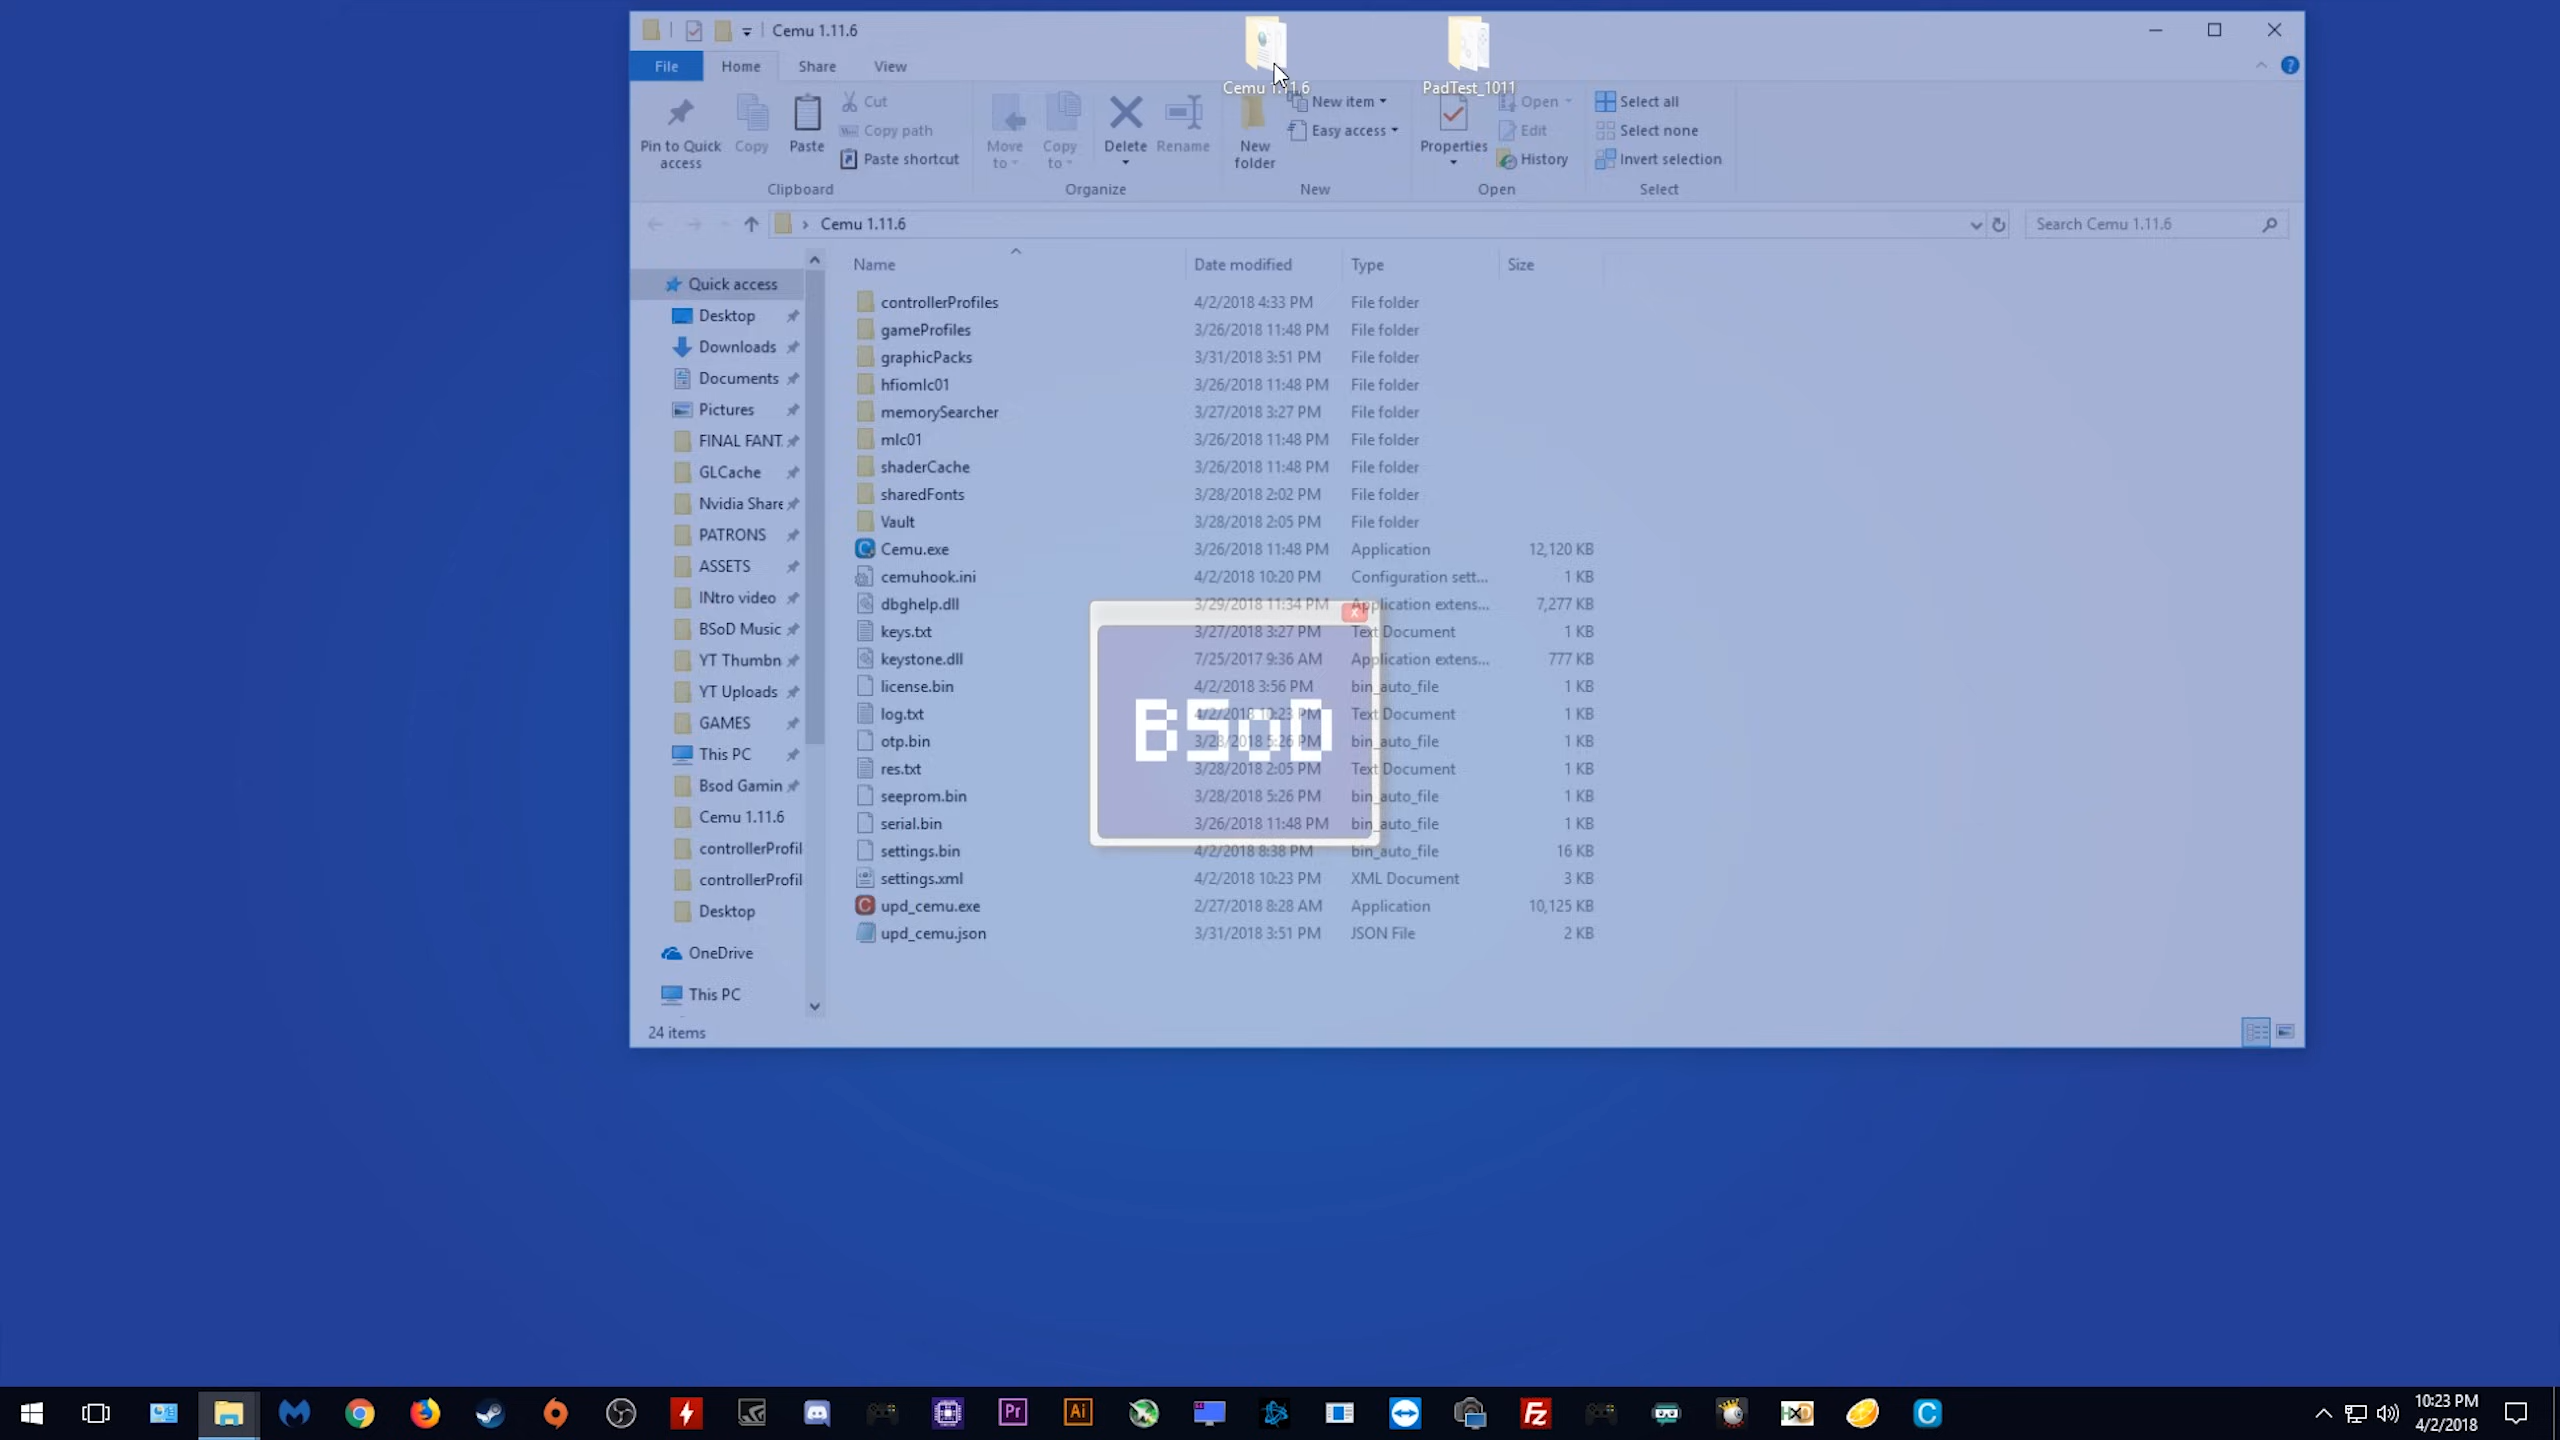 Cemu 1.11.6
File Home Share View
Cemu 1.11.6
PadTest_1011
Pin to Quick access
Copy
Paste
Cut
Copy path
Paste shortcut
Clipboard
Move to
Copy to
Delete
Rename
Organize
New folder
New item
Easy access
New
Properties
Open
Edit
History
Open
Select all
Select none
Invert selection
Select
Cemu 1.11.6
Search Cemu 1.11.6
Name Date modified Type Size
Quick access
Desktop
Downloads
Documents
Pictures
FINAL FANT
GLCache
Nvidia Share
PATRONS
ASSETS
INtro video
BSoD Music
YT Thumbn
YT Uploads
GAMES
This PC
Bsod Gamin
Cemu 1.11.6
controllerProfil
controllerProfil
Desktop
OneDrive
This PC
controllerProfiles 4/2/2018 4:33 PM File folder
gameProfiles 3/26/2018 11:48 PM File folder
graphicPacks 3/31/2018 3:51 PM File folder
hfiomlc01 3/26/2018 11:48 PM File folder
memorySearcher 3/27/2018 3:27 PM File folder
mlc01 3/26/2018 11:48 PM File folder
shaderCache 3/26/2018 11:48 PM File folder
sharedFonts 3/28/2018 2:02 PM File folder
Vault 3/28/2018 2:05 PM File folder
Cemu.exe 3/26/2018 11:48 PM Application 12,120 KB
cemuhook.ini 4/2/2018 10:20 PM Configuration sett... 1 KB
dbghelp.dll 3/29/2018 11:34 PM Application extens... 7,277 KB
keys.txt 3/27/2018 3:27 PM Text Document 1 KB
keystone.dll 7/25/2017 9:36 AM Application extens... 777 KB
license.bin 4/2/2018 3:56 PM bin_auto_file 1 KB
log.txt 4/2/2018 10:23 PM Text Document 1 KB
otp.bin 3/28/2018 5:26 PM bin_auto_file 1 KB
res.txt 3/28/2018 2:05 PM Text Document 1 KB
seeprom.bin 3/28/2018 5:26 PM bin_auto_file 1 KB
serial.bin 3/26/2018 11:48 PM bin_auto_file 1 KB
settings.bin 4/2/2018 8:38 PM bin_auto_file 16 KB
settings.xml 4/2/2018 10:23 PM XML Document 3 KB
upd_cemu.exe 2/27/2018 8:28 AM Application 10,125 KB
upd_cemu.json 3/31/2018 3:51 PM JSON File 2 KB
BSoD
24 items
Pr
Ai
Fz
HXD
C
10:23 PM
4/2/2018